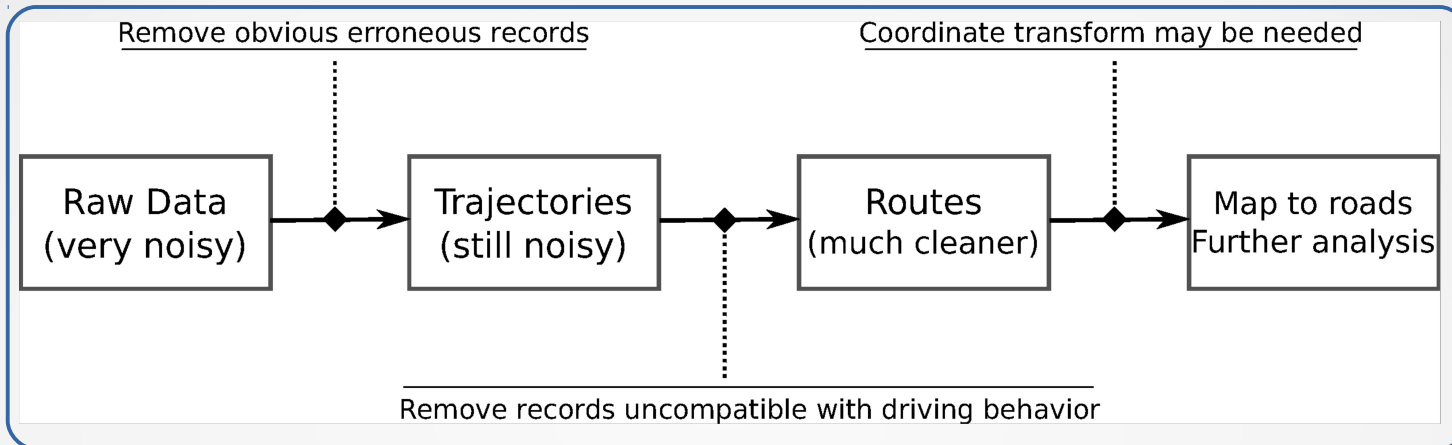 Remove obvious erroneous records
Coordinate transform may be needed
Raw Data
(very noisy)
Trajectories
(still noisy)
Routes
(much cleaner)
Map to roads
Further analysis
Remove records uncompatible with driving behavior